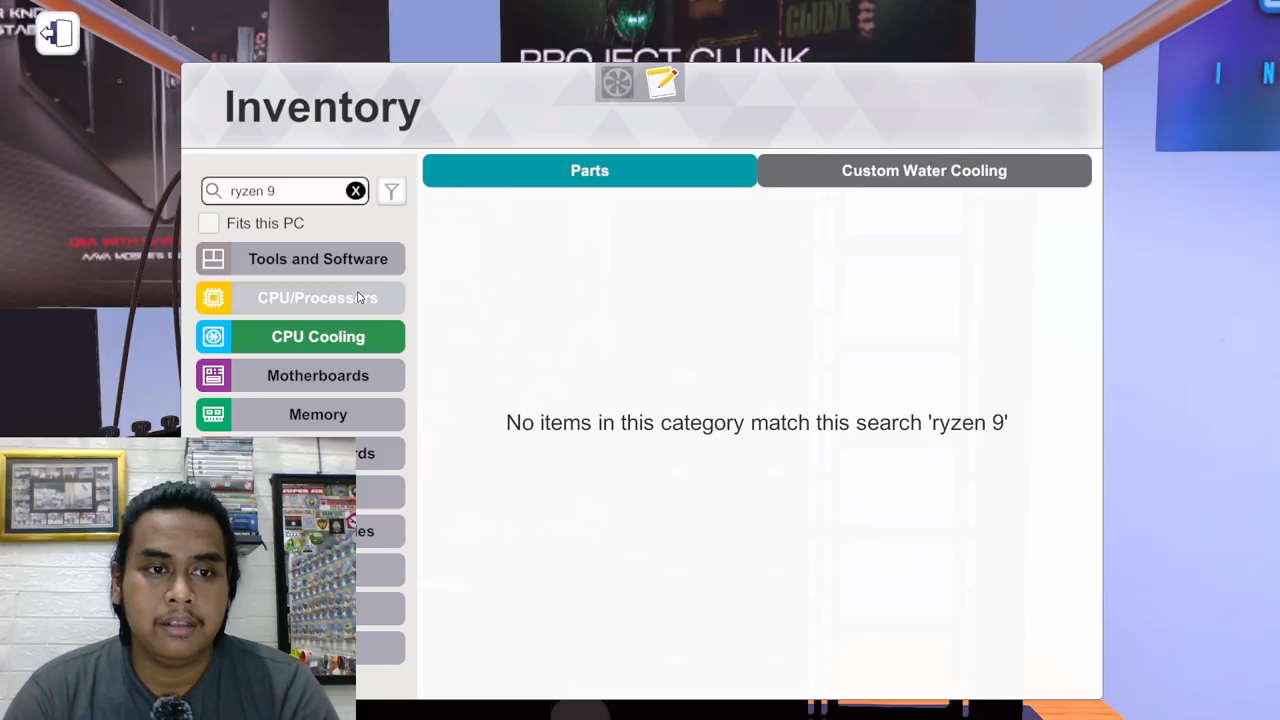 PROJECT CLUNK
CLUNK
I N
Inventory
Parts
Custom Water Cooling
ryzen 9
X
Fits this PC
Tools and Software
CPU/Processors
CPU Cooling
Motherboards
Memory
No items in this category match this search 'ryzen 9'